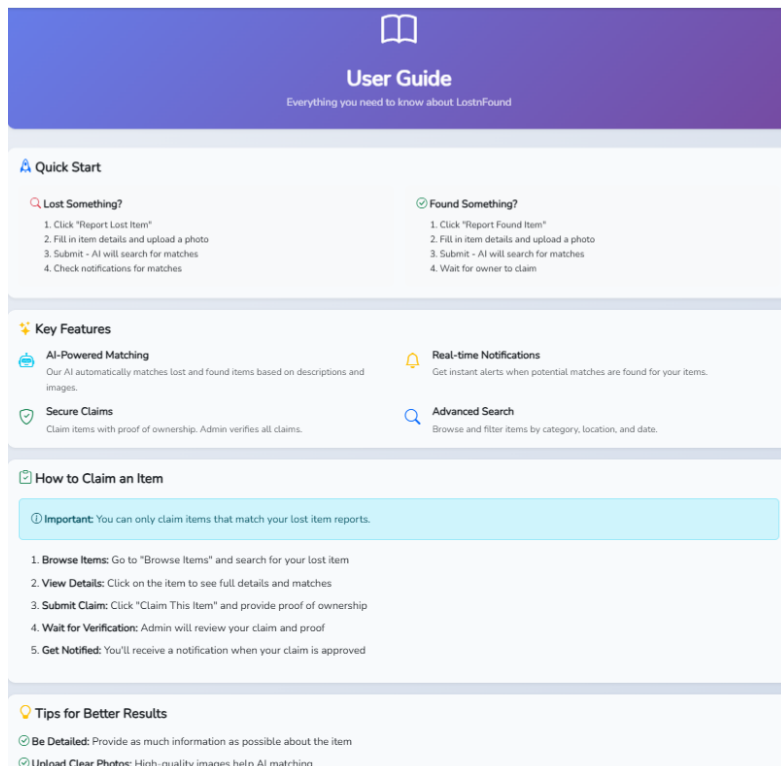 User Guide
Everything you need to know about LostnFound
Quick Start
Lost Something?
1. Click "Report Lost Item"
2. Fill in item details and upload a photo
3. Submit - AI will search for matches
4. Check notifications for matches
Found Something?
1. Click "Report Found Item"
2. Fill in item details and upload a photo
3. Submit - AI will search for matches
4. Wait for owner to claim
Key Features
AI-Powered Matching
Our AI automatically matches lost and found items based on descriptions and
images.
Real-time Notifications
Get instant alerts when potential matches are found for your items.
Secure Claims
Claim items with proof of ownership. Admin verifies all claims.
Advanced Search
Browse and filter items by category, location, and date.
How to Claim an Item
Important: You can only claim items that match your lost item reports.
1. Browse Items: Go to "Browse Items" and search for your lost item
2. View Details: Click on the item to see full details and matches
3. Submit Claim: Click "Claim This Item" and provide proof of ownership
4. Wait for Verification: Admin will review your claim and proof
5. Get Notified: You'll receive a notification when your claim is approved
Tips for Better Results
Be Detailed: Provide as much information as possible about the item
Upload Clear Photos: High-quality images help AI matching